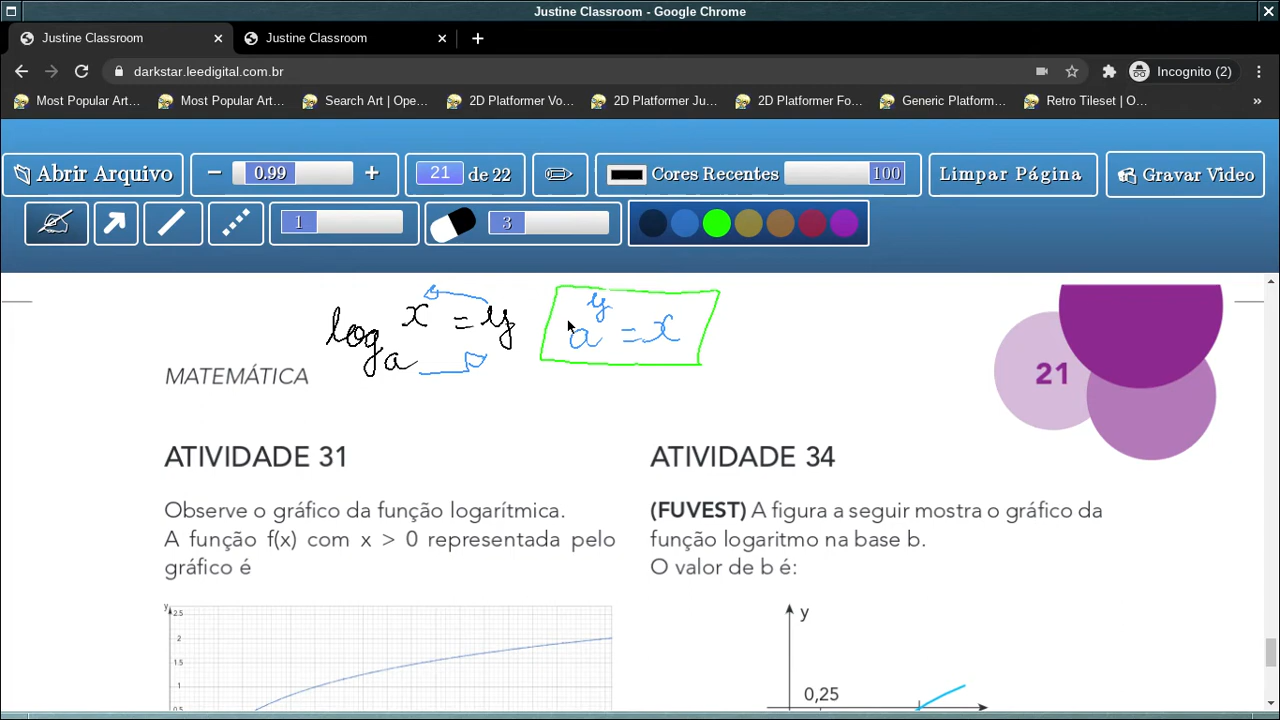 Justine Classroom - Google Chrome
Justine Classroom
Justine Classroom
darkstar.leedigital.com.br
Incognito (2)
Most Popular Art...
Most Popular Art...
Search Art | Ope...
2D Platformer Vo...
2D Platformer Ju...
2D Platformer Fo...
Generic Platform...
Retro Tileset | O...
»
Abrir Arquivo
− 0.99 +
21 de 22
Cores Recentes
100
Limpar Página
Gravar Video
1
3
log_a x = y
a^y = x
MATEMÁTICA
21
ATIVIDADE 31
Observe o gráfico da função logarítmica.
A função f(x) com x > 0 representada pelo
gráfico é
y
2.5
2
1.5
1
0.5
ATIVIDADE 34
(FUVEST) A figura a seguir mostra o gráfico da
função logaritmo na base b.
O valor de b é:
y
0,25